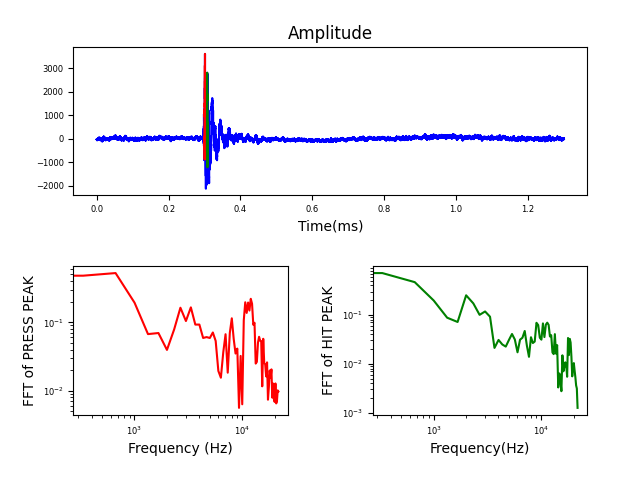 Amplitude
3000
2000
1000
0
−1000
−2000
0.0 0.2 0.4 0.6 0.8 1.0 1.2
Time(ms)
FFT of PRESS PEAK
10⁻¹
10⁻²
10³ 10⁴
Frequency (Hz)
FFT of HIT PEAK
10⁻¹
10⁻²
10⁻³
10³ 10⁴
Frequency(Hz)